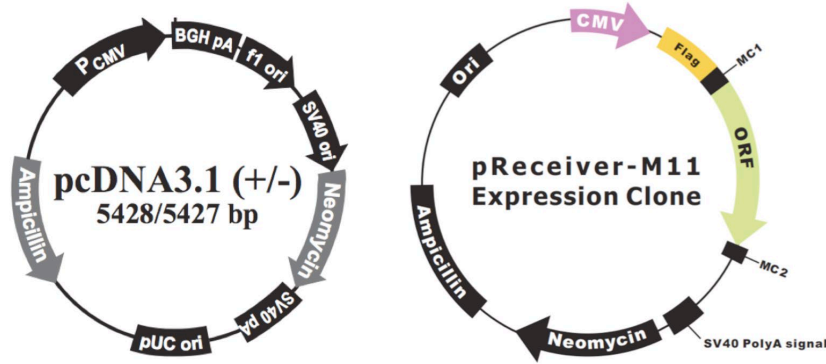 PCMV
BGH pA
f1 ori
SV40 ori
Neomycin
SV40 pA
pUC ori
Ampicillin
pcDNA3.1 (+/-)
5428/5427 bp
CMV
Flag
MC1
ORF
MC2
SV40 PolyA signal
Neomycin
Ampicillin
Ori
pReceiver-M11
Expression Clone